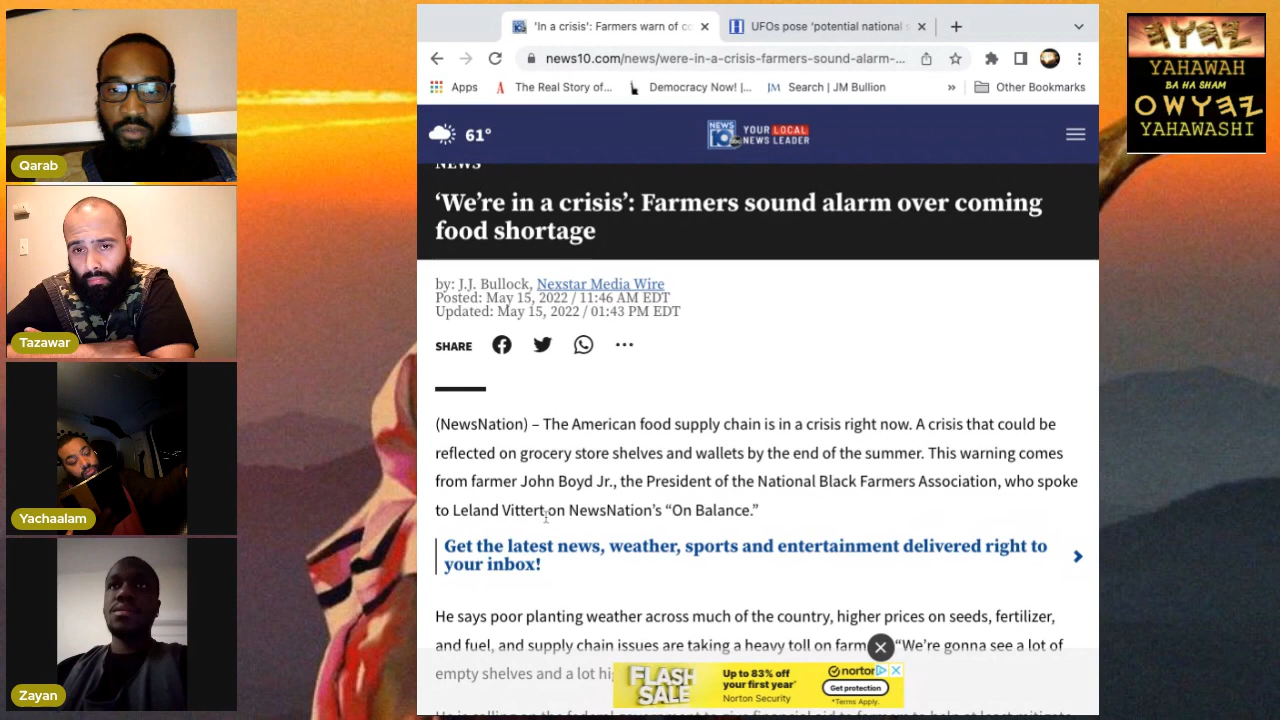 Qarab
Tazawar
Yachaalam
Zayan
'In a crisis': Farmers warn of
UFOs pose 'potential national
news10.com/news/were-in-a-crisis-farmers-sound-alarm-...
Apps
The Real Story of...
Democracy Now! |...
JM
Search | JM Bullion
»
Other Bookmarks
61°
NEWS
10
abc
YOUR LOCAL
NEWS LEADER
NEWS
‘We’re in a crisis’: Farmers sound alarm over coming
food shortage
by: J.J. Bullock, Nexstar Media Wire
Posted: May 15, 2022 / 11:46 AM EDT
Updated: May 15, 2022 / 01:43 PM EDT
SHARE
(NewsNation) – The American food supply chain is in a crisis right now. A crisis that could be
reflected on grocery store shelves and wallets by the end of the summer. This warning comes
from farmer John Boyd Jr., the President of the National Black Farmers Association, who spoke
to Leland Vittert on NewsNation’s “On Balance.”
Get the latest news, weather, sports and entertainment delivered right to
your inbox!
He says poor planting weather across much of the country, higher prices on seeds, fertilizer,
and fuel, and supply chain issues are taking a heavy toll on “We’re gonna see a lot of
empty shelves and a lot
FLASH
SALE
Up to 83% off
your first year*
Norton Security
norton
Get protection
*Terms Apply.
YAHAWAH
BA HA SHAM
YAHAWASHI